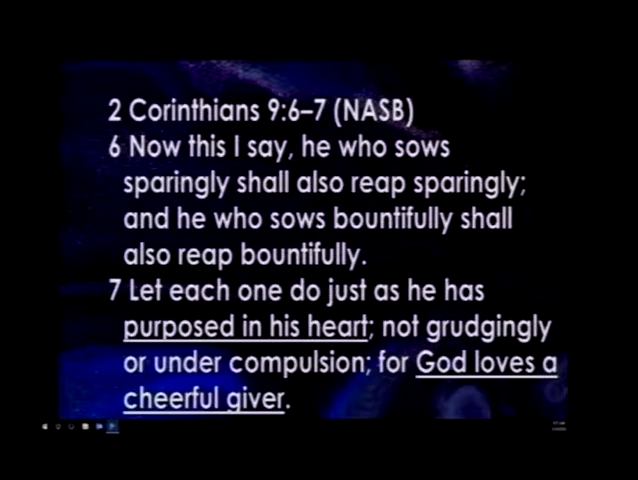 2 Corinthians 9:6–7 (NASB)
6 Now this I say, he who sows
sparingly shall also reap sparingly;
and he who sows bountifully shall
also reap bountifully.
7 Let each one do just as he has
purposed in his heart; not grudgingly
or under compulsion; for God loves a
cheerful giver.